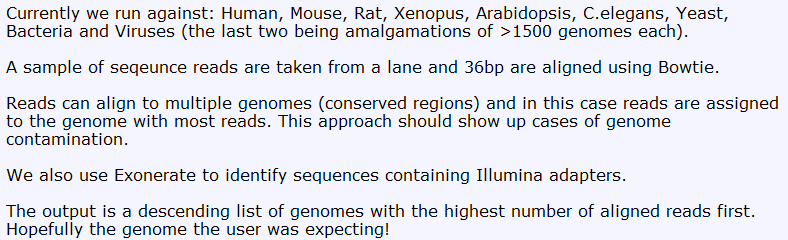 Currently we run against: Human, Mouse, Rat, Xenopus, Arabidopsis, C.elegans, Yeast,
Bacteria and Viruses (the last two being amalgamations of >1500 genomes each).
A sample of seqeunce reads are taken from a lane and 36bp are aligned using Bowtie.
Reads can align to multiple genomes (conserved regions) and in this case reads are assigned
to the genome with most reads. This approach should show up cases of genome
contamination.
We also use Exonerate to identify sequences containing Illumina adapters.
The output is a descending list of genomes with the highest number of aligned reads first.
Hopefully the genome the user was expecting!